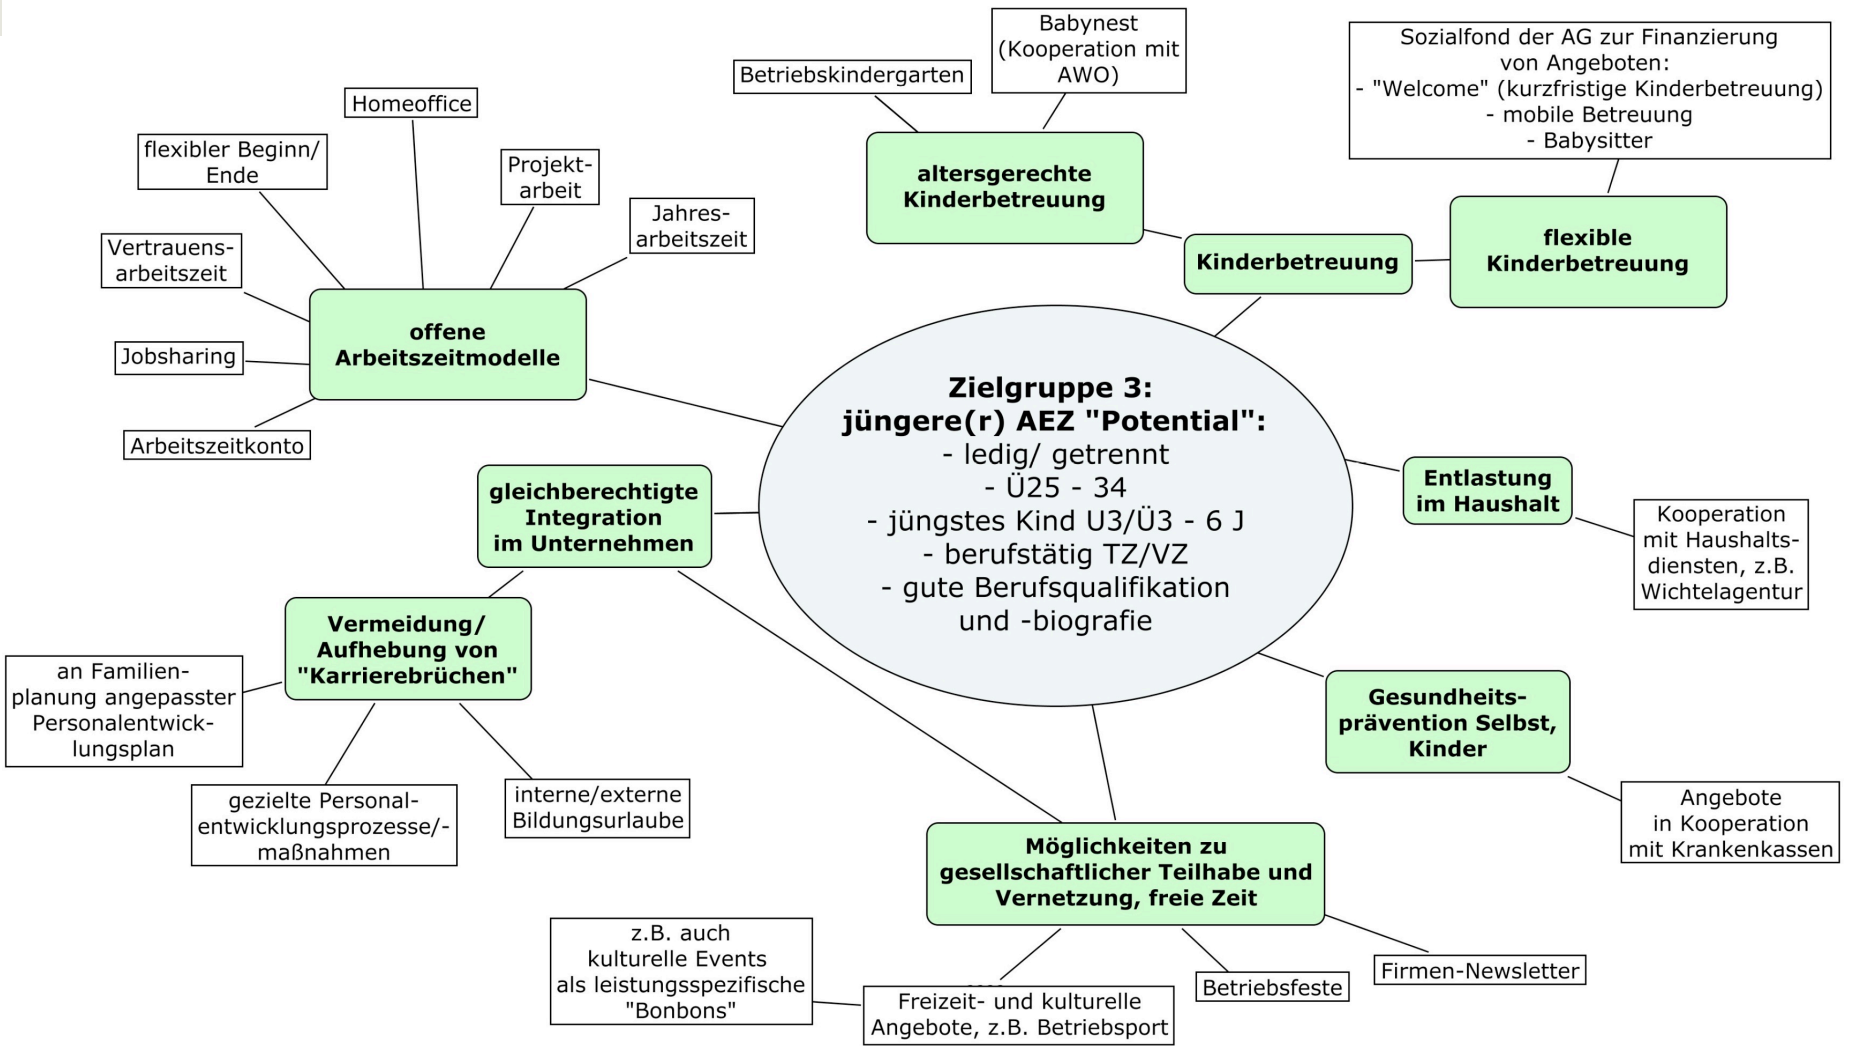 Babynest
(Kooperation mit
AWO)
Betriebskindergarten
Sozialfond der AG zur Finanzierung
von Angeboten:
- "Welcome" (kurzfristige Kinderbetreuung)
- mobile Betreuung
- Babysitter
Homeoffice
flexibler Beginn/
Ende
Projekt-
arbeit
Jahres-
arbeitszeit
Vertrauens-
arbeitszeit
Jobsharing
Arbeitszeitkonto
offene
Arbeitszeitmodelle
altersgerechte
Kinderbetreuung
Kinderbetreuung
flexible
Kinderbetreuung
Zielgruppe 3:
jüngere(r) AEZ "Potential":
- ledig/ getrennt
- Ü25 - 34
- jüngstes Kind U3/Ü3 - 6 J
- berufstätig TZ/VZ
- gute Berufsqualifikation
und -biografie
Entlastung
im Haushalt
Kooperation
mit Haushalts-
diensten, z.B.
Wichtelagentur
gleichberechtigte
Integration
im Unternehmen
Vermeidung/
Aufhebung von
"Karrierebrüchen"
an Familien-
planung angepasster
Personalentwick-
lungsplan
gezielte Personal-
entwicklungsprozesse/-
maßnahmen
interne/externe
Bildungsurlaube
Gesundheits-
prävention Selbst,
Kinder
Angebote
in Kooperation
mit Krankenkassen
Möglichkeiten zu
gesellschaftlicher Teilhabe und
Vernetzung, freie Zeit
z.B. auch
kulturelle Events
als leistungsspezifische
"Bonbons"
Freizeit- und kulturelle
Angebote, z.B. Betriebsport
Betriebsfeste
Firmen-Newsletter